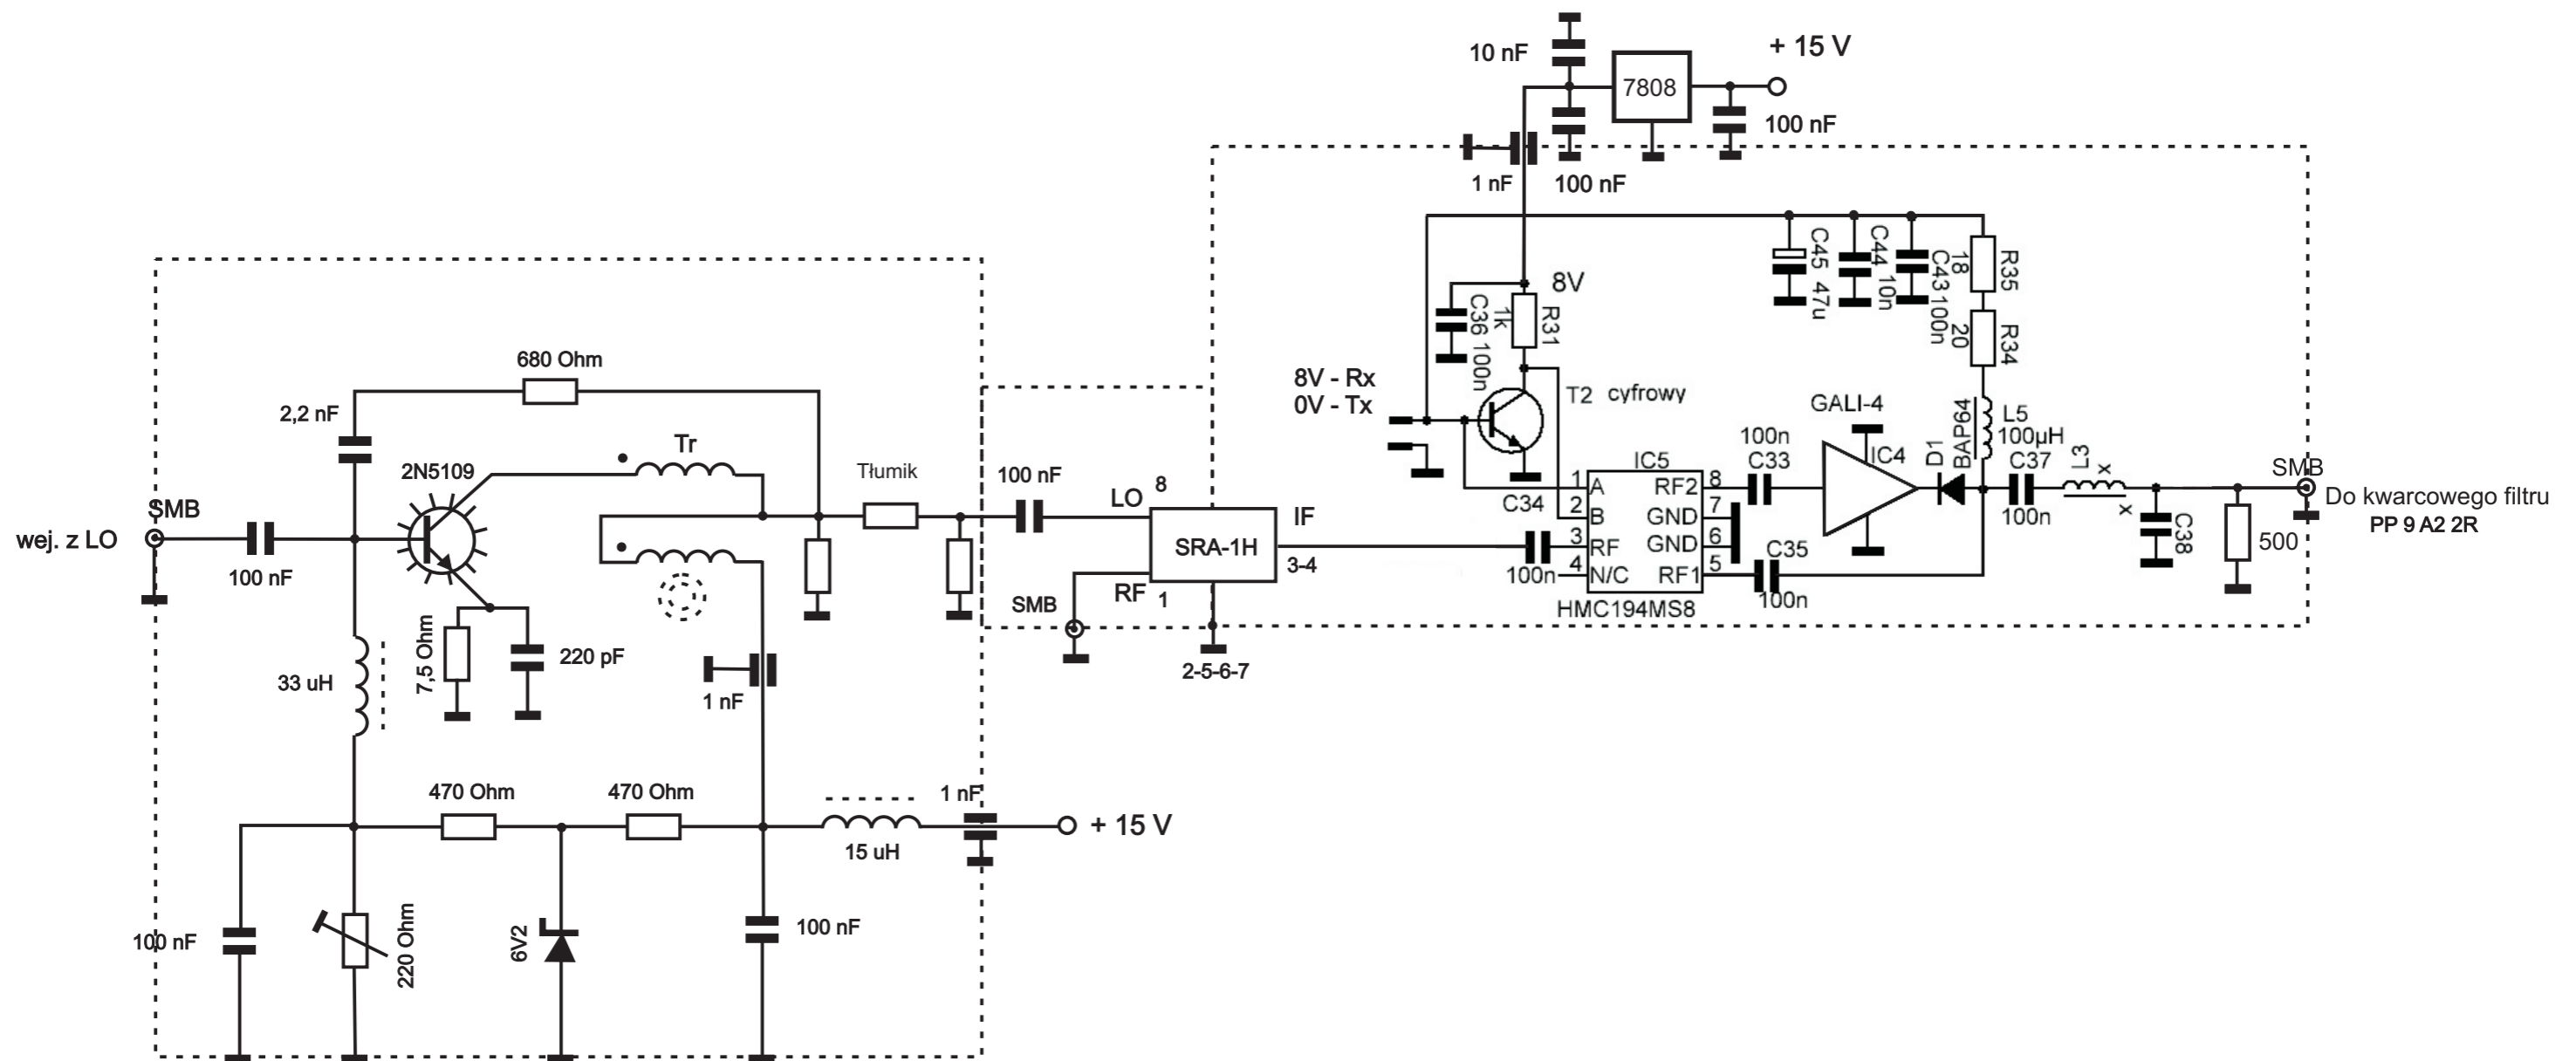 10 nF
+ 15 V
7808
100 nF
1 nF
100 nF
C45 47u
C44 10n
C43 100n
R35
18
R34
20
8V
C36 100n
R31
1k
8V - Rx
0V - Tx
T2 cyfrowy
680 Ohm
2,2 nF
Tr
2N5109
SMB
wej. z LO
100 nF
Tłumik
100 nF
LO
8
SRA-1H
IF
3-4
RF
1
SMB
2-5-6-7
7,5 Ohm
220 pF
33 uH
1 nF
470 Ohm
470 Ohm
15 uH
1 nF
+ 15 V
100 nF
220 Ohm
6V2
100 nF
C34
100n
IC5
1 A
2 B
3 RF
4 N/C
RF2 8
GND 7
GND 6
RF1 5
HMC194MS8
100n
C33
C35
100n
GALI-4
IC4
D1
BAP64
L5
100µH
C37
100n
L3
x
x
C38
500
SMB
Do kwarcowego filtru
PP 9 A2 2R